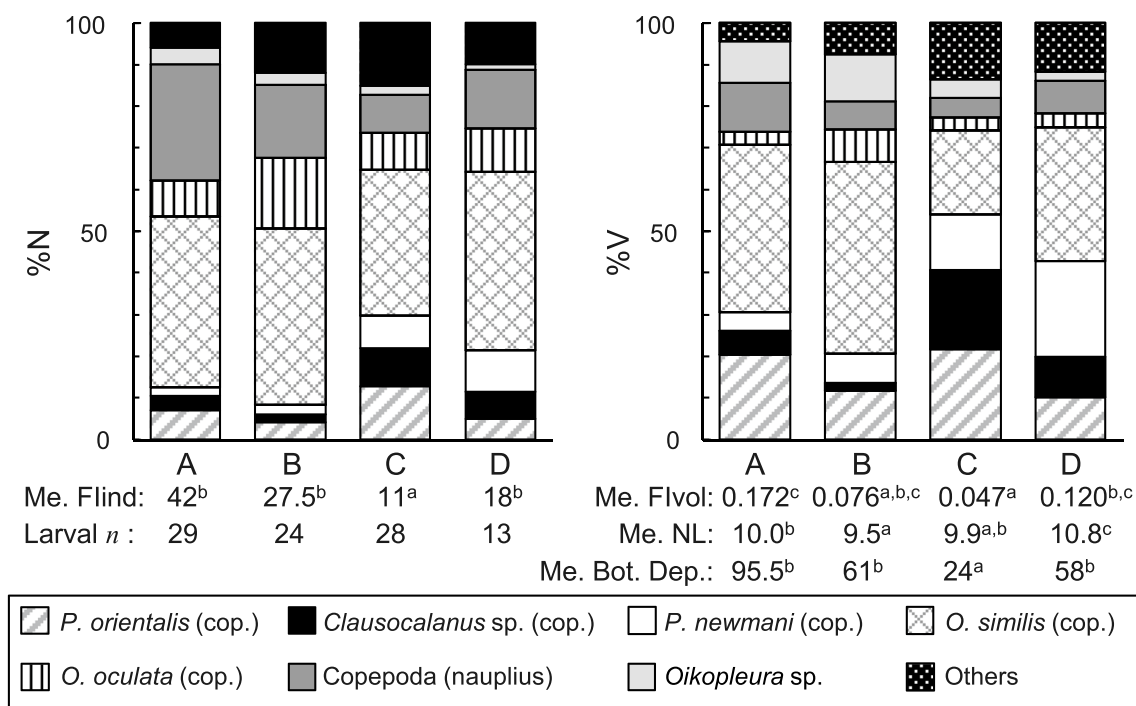 100
50
0
%N
A B C D
Me. FIind: 42ᵇ 27.5ᵇ 11ᵃ 18ᵇ
Larval n : 29 24 28 13
100
50
0
%V
A B C D
Me. FIvol: 0.172ᶜ 0.076ᵃ,ᵇ,ᶜ 0.047ᵃ 0.120ᵇ,ᶜ
Me. NL: 10.0ᵇ 9.5ᵃ 9.9ᵃ,ᵇ 10.8ᶜ
Me. Bot. Dep.: 95.5ᵇ 61ᵇ 24ᵃ 58ᵇ
P. orientalis (cop.) Clausocalanus sp. (cop.) P. newmani (cop.) O. similis (cop.)
O. oculata (cop.) Copepoda (nauplius) Oikopleura sp. Others